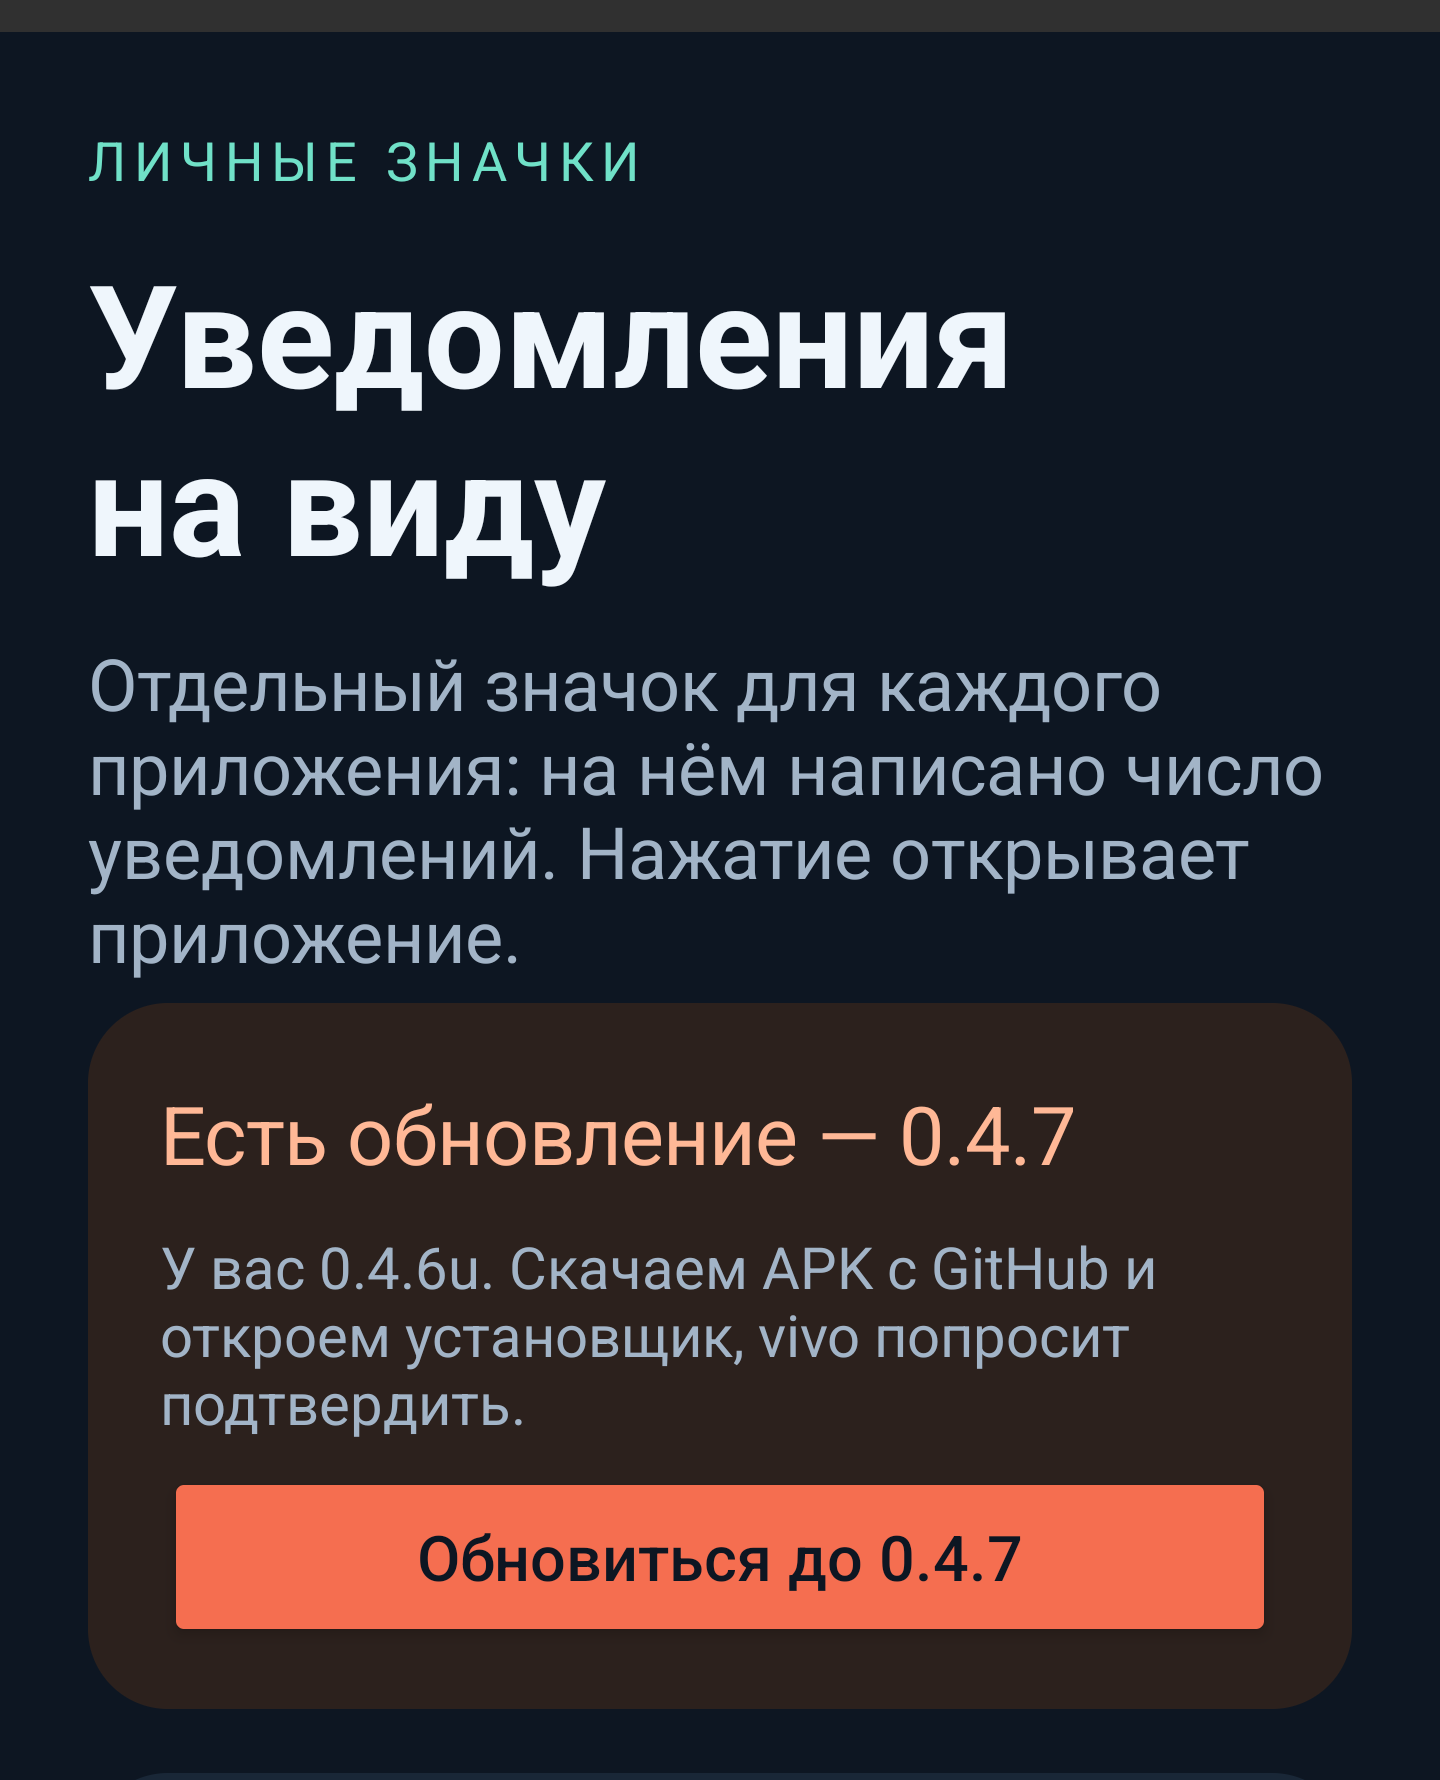 ЛИЧНЫЕ ЗНАЧКИ
Уведомления
на виду
Отдельный значок для каждого
приложения: на нём написано число
уведомлений. Нажатие открывает
приложение.
Есть обновление — 0.4.7
У вас 0.4.6u. Скачаем APK с GitHub и
откроем установщик, vivo попросит
подтвердить.
Обновиться до 0.4.7